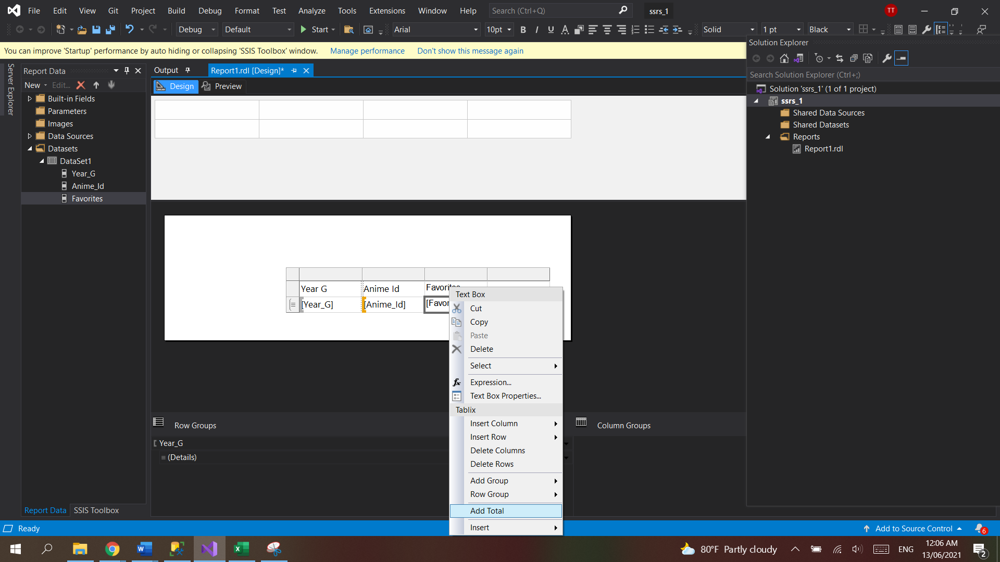 File Edit View Git Project Build Debug Format Test Analyze Tools Extensions Window Help Search (Ctrl+Q) ssrs_1 TT
Debug Default Start Arial 10pt B I U A Solid 1 pt Black
You can improve 'Startup' performance by auto hiding or collapsing 'SSIS Toolbox' window. Manage performance Don't show this message again
Server Explorer
Report Data
New Edit...
Built-in Fields
Parameters
Images
Data Sources
Datasets
DataSet1
Year_G
Anime_Id
Favorites
Report Data SSIS Toolbox
Output Report1.rdl [Design]*
Design Preview
Year G Anime Id Favorites
[Year_G] [Anime_Id] [Favor
Text Box
Cut
Copy
Paste
Delete
Select
Expression...
Text Box Properties...
Tablix
Insert Column
Insert Row
Delete Columns
Delete Rows
Add Group
Row Group
Add Total
Insert
Row Groups
Year_G
(Details)
Column Groups
Solution Explorer
Search Solution Explorer (Ctrl+;)
Solution 'ssrs_1' (1 of 1 project)
ssrs_1
Shared Data Sources
Shared Datasets
Reports
Report1.rdl
Ready Add to Source Control 6
80°F Partly cloudy ENG
12:06 AM
13/06/2021
2